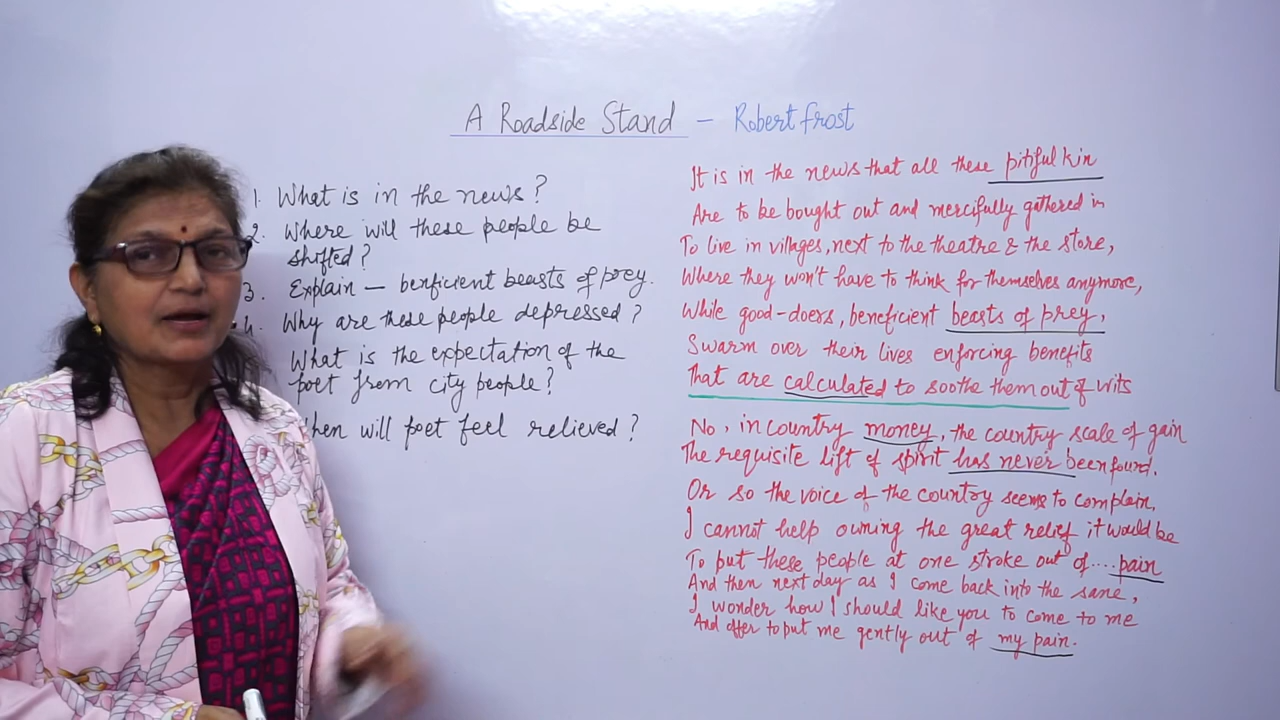 A Roadside Stand - Robert frost
1. What is in the news?
2. Where will these people be
shifted?
3. Explain — benficient beasts of prey.
4. Why are these people depressed?
What is the expectation of the
poet from city people?
hen will poet feel relieved?
It is in the news that all these pitiful kin
Are to be bought out and mercifully gathered in
To live in villages, next to the theatre & the store,
Where they won't have to think for themselves anymore,
While good-doers, beneficient beasts of prey,
Swarm over their lives enforcing benefits
That are calculated to soothe them out of wits
No, in country money, the country scale of gain
The requisite lift of spirit has never been found.
Or so the voice of the country seems to complain,
I cannot help owning the great relief it would be
To put these people at one stroke out of....pain
And then next day as I come back into the sane,
I wonder how I should like you to come to me
And offer to put me gently out of my pain.